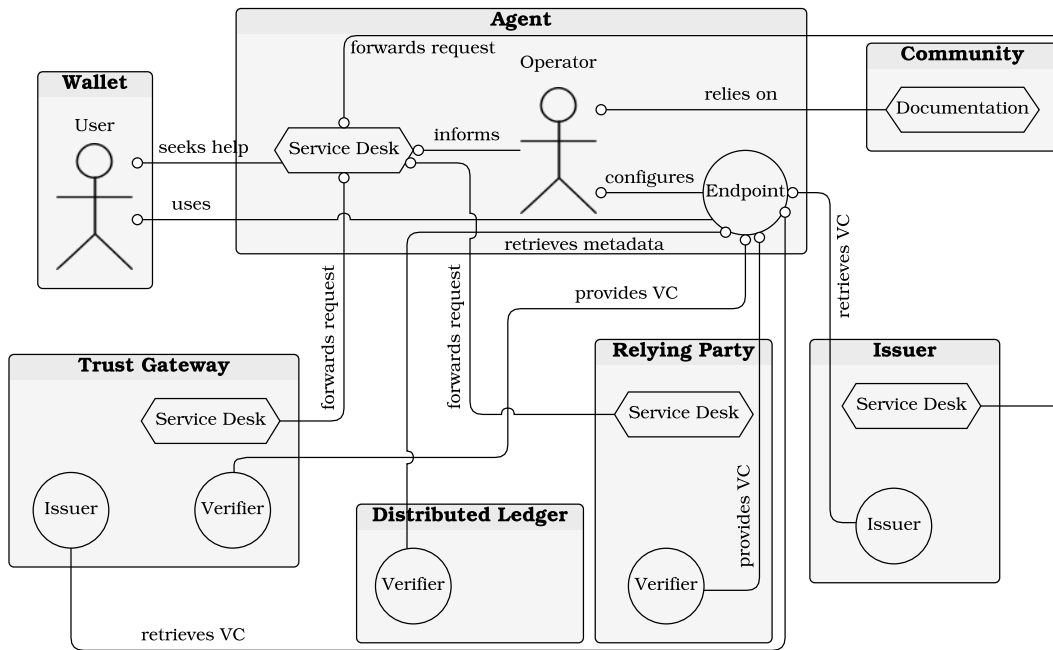 Agent
forwards request
Operator
Community
relies on
Documentation
Wallet
User
informs
Service Desk
seeks help
configures
Endpoint
uses
retrieves metadata
retrieves VC
forwards request
forwards request
provides VC
Trust Gateway
Relying Party
Issuer
Service Desk
Service Desk
Service Desk
Issuer
Verifier
Distributed Ledger
provides VC
Issuer
Verifier
Verifier
retrieves VC